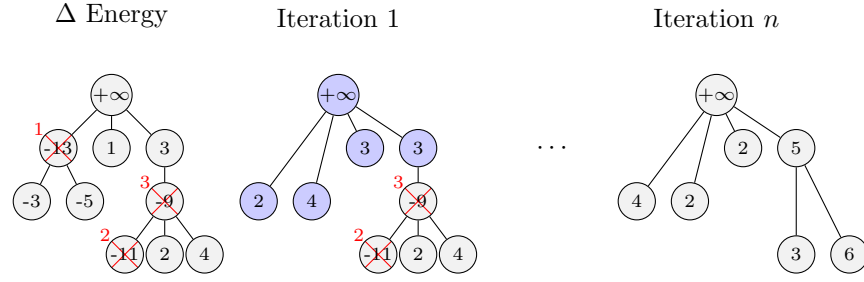 Δ Energy Iteration 1 Iteration n
+∞ +∞ +∞
1 -13 1 3 3 3 ... 2 5
-3 -5 3 -9 2 4 3 -9 4 2
2 -11 2 4 2 -11 2 4 3 6